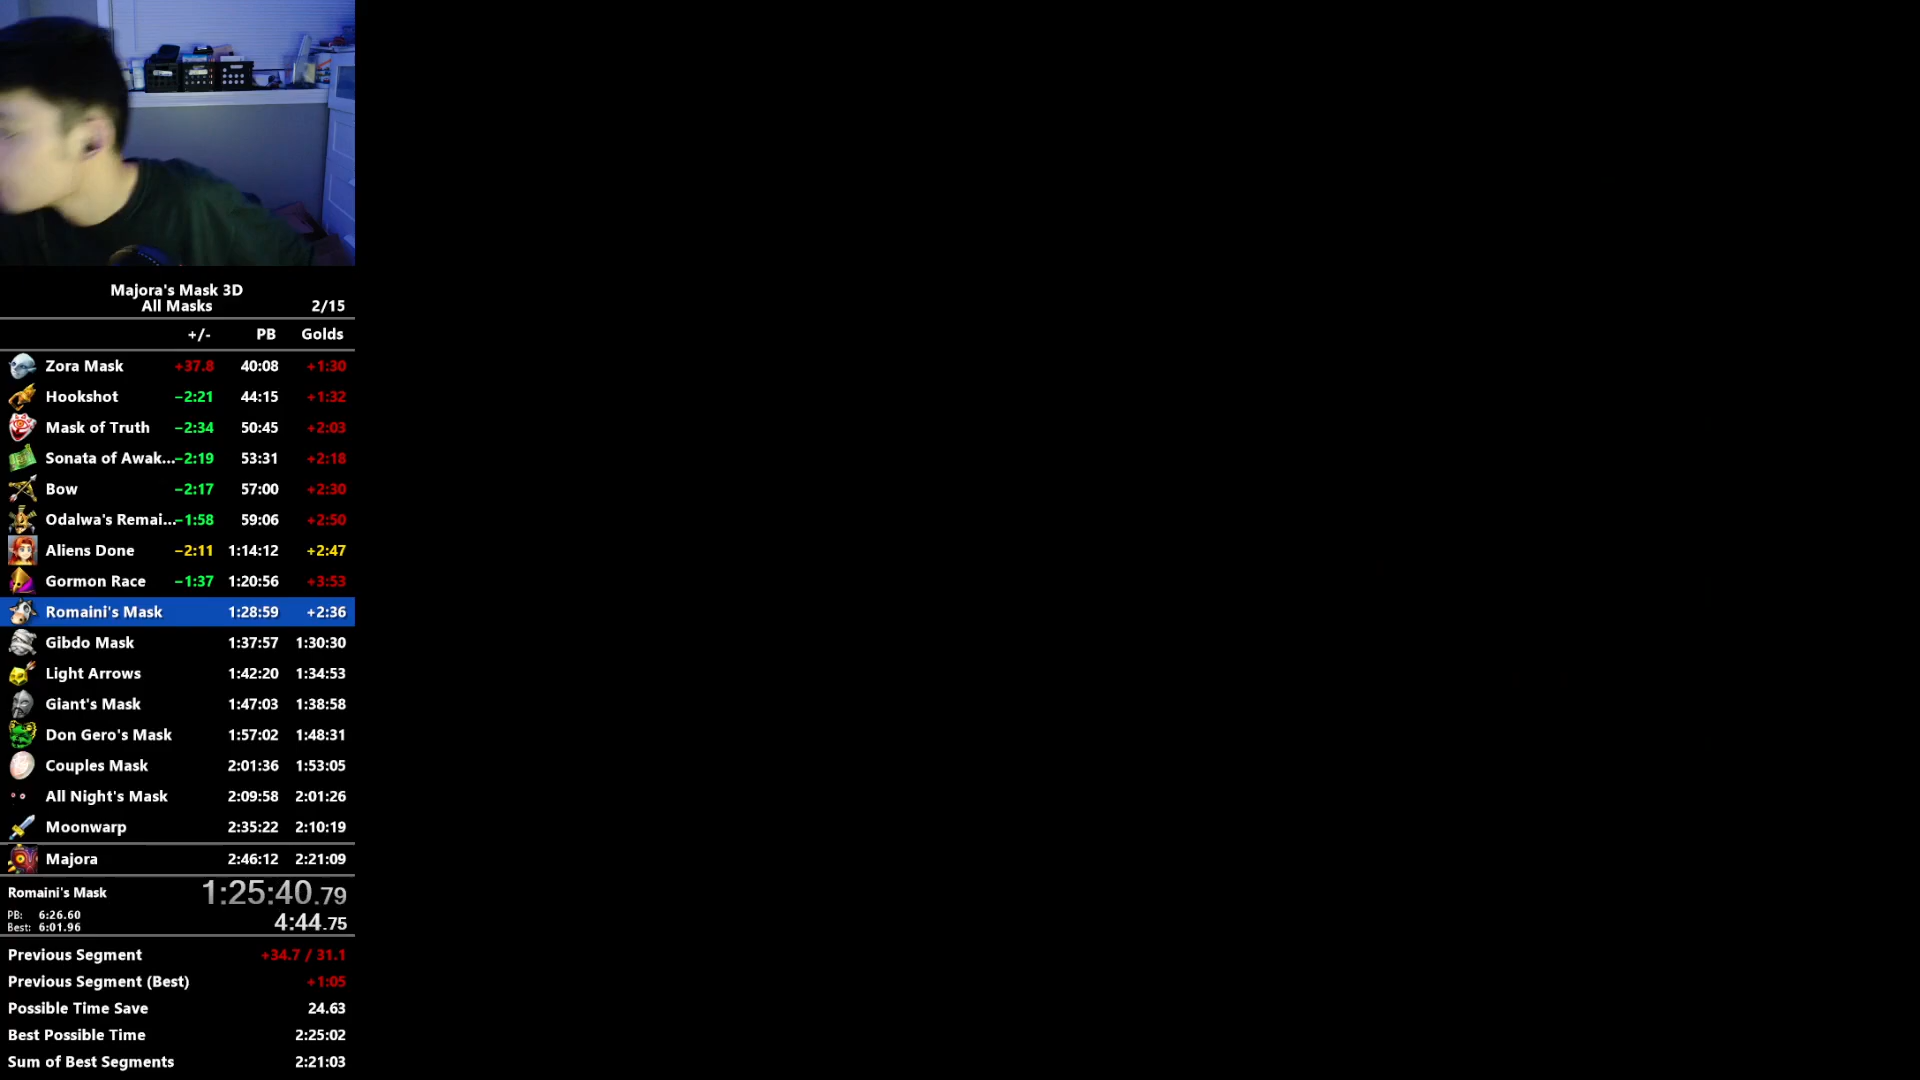 Majora's Mask 3D
All Masks 2/15
+/- PB Golds
Zora Mask +37.8 40:08 +1:30
Hookshot −2:21 44:15 +1:32
Mask of Truth −2:34 50:45 +2:03
Sonata of Awak... −2:19 53:31 +2:18
Bow −2:17 57:00 +2:30
Odalwa's Remai... −1:58 59:06 +2:50
Aliens Done −2:11 1:14:12 +2:47
Gormon Race −1:37 1:20:56 +3:53
Romaini's Mask 1:28:59 +2:36
Gibdo Mask 1:37:57 1:30:30
Light Arrows 1:42:20 1:34:53
Giant's Mask 1:47:03 1:38:58
Don Gero's Mask 1:57:02 1:48:31
Couples Mask 2:01:36 1:53:05
All Night's Mask 2:09:58 2:01:26
Moonwarp 2:35:22 2:10:19
Majora 2:46:12 2:21:09
Romaini's Mask 1:25:40.79
PB: 6:26.60
Best: 6:01.96 4:44.75
Previous Segment +34.7 / 31.1
Previous Segment (Best) +1:05
Possible Time Save 24.63
Best Possible Time 2:25:02
Sum of Best Segments 2:21:03